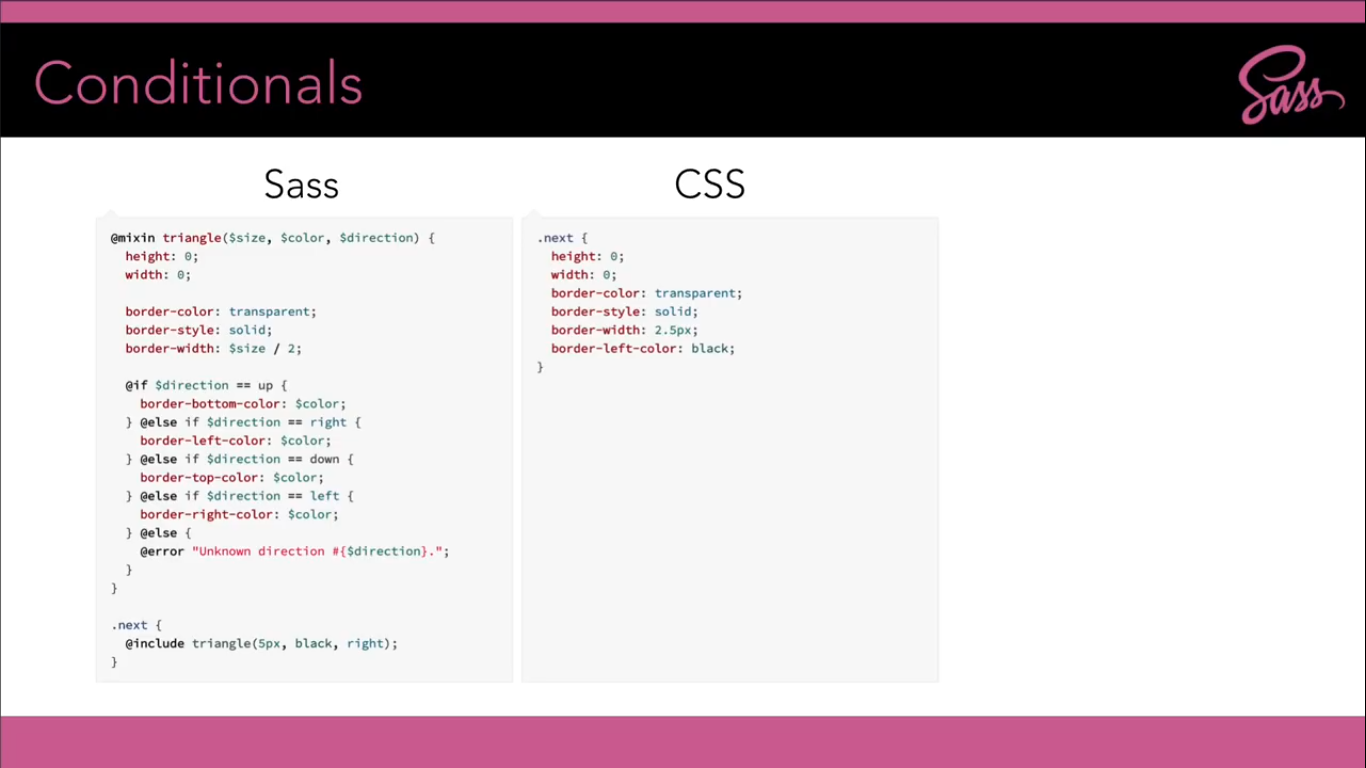 Conditionals
Sass
Sass
CSS
@mixin triangle($size, $color, $direction) {
  height: 0;
  width: 0;

  border-color: transparent;
  border-style: solid;
  border-width: $size / 2;

  @if $direction == up {
    border-bottom-color: $color;
  } @else if $direction == right {
    border-left-color: $color;
  } @else if $direction == down {
    border-top-color: $color;
  } @else if $direction == left {
    border-right-color: $color;
  } @else {
    @error "Unknown direction #{$direction}.";
  }
}

.next {
  @include triangle(5px, black, right);
}
.next {
  height: 0;
  width: 0;
  border-color: transparent;
  border-style: solid;
  border-width: 2.5px;
  border-left-color: black;
}